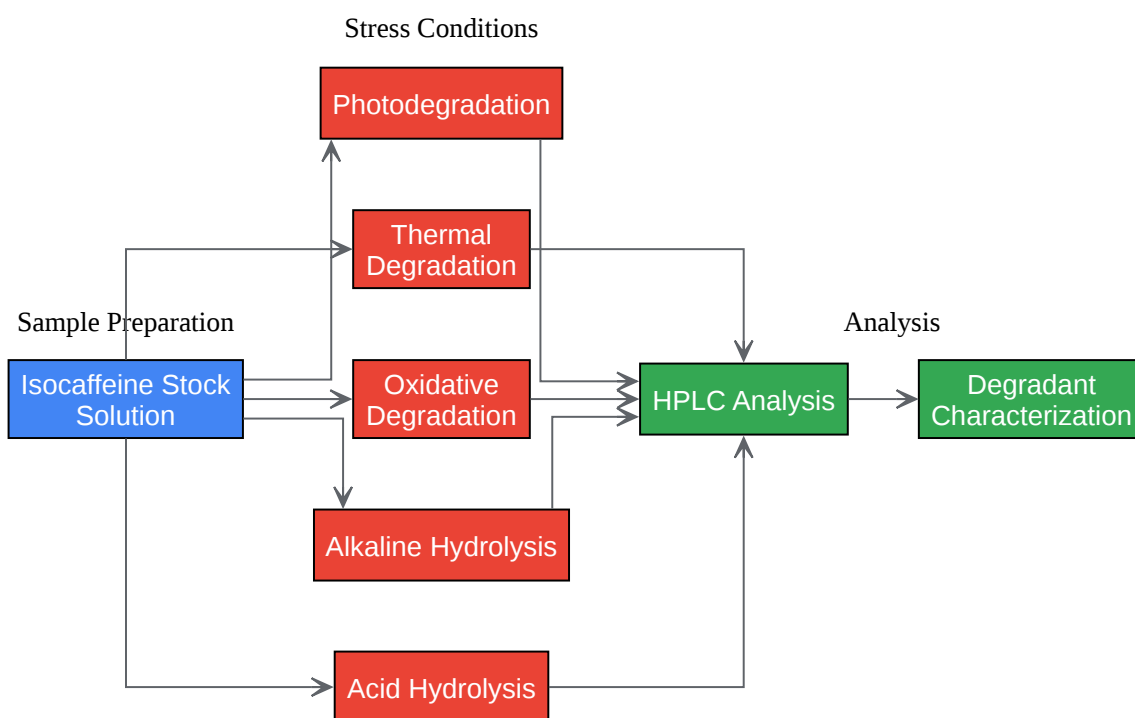 Stress Conditions
Photodegradation
Thermal
Degradation
Sample Preparation
Analysis
Isocaffeine Stock
Solution
Oxidative
Degradation
HPLC Analysis
Degradant
Characterization
Alkaline Hydrolysis
Acid Hydrolysis